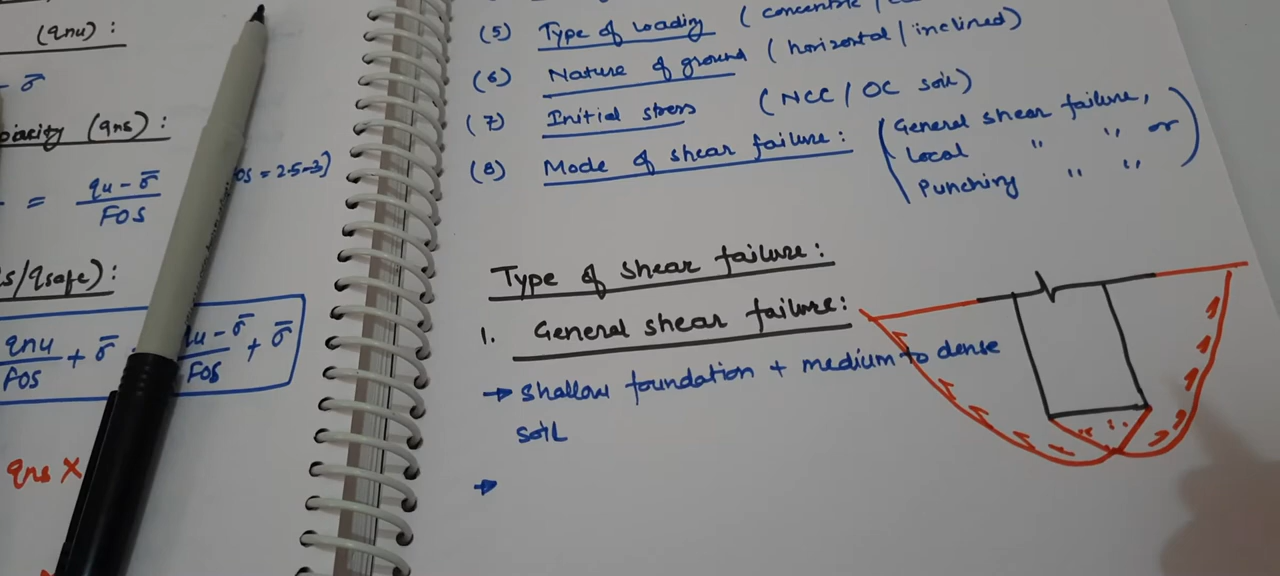 (qnu) :
- σ̅
(qns) :
= qu - σ̅ / FOS
= 2.5-3]
/qsafe) :
qnu / FOS + σ̅
- σ̅ / FOS + σ̅
qns ×
(5) Type of loading (concentric /
(6) Nature of ground (horizontal / inclined)
(7) Initial stress (NCC / OC soil)
(8) Mode of shear failure : (General shear failure,
Local " " or
Punching " " )
Type of shear failure :
1. General shear failure :
→ Shallow foundation + medium to dense
soil
→